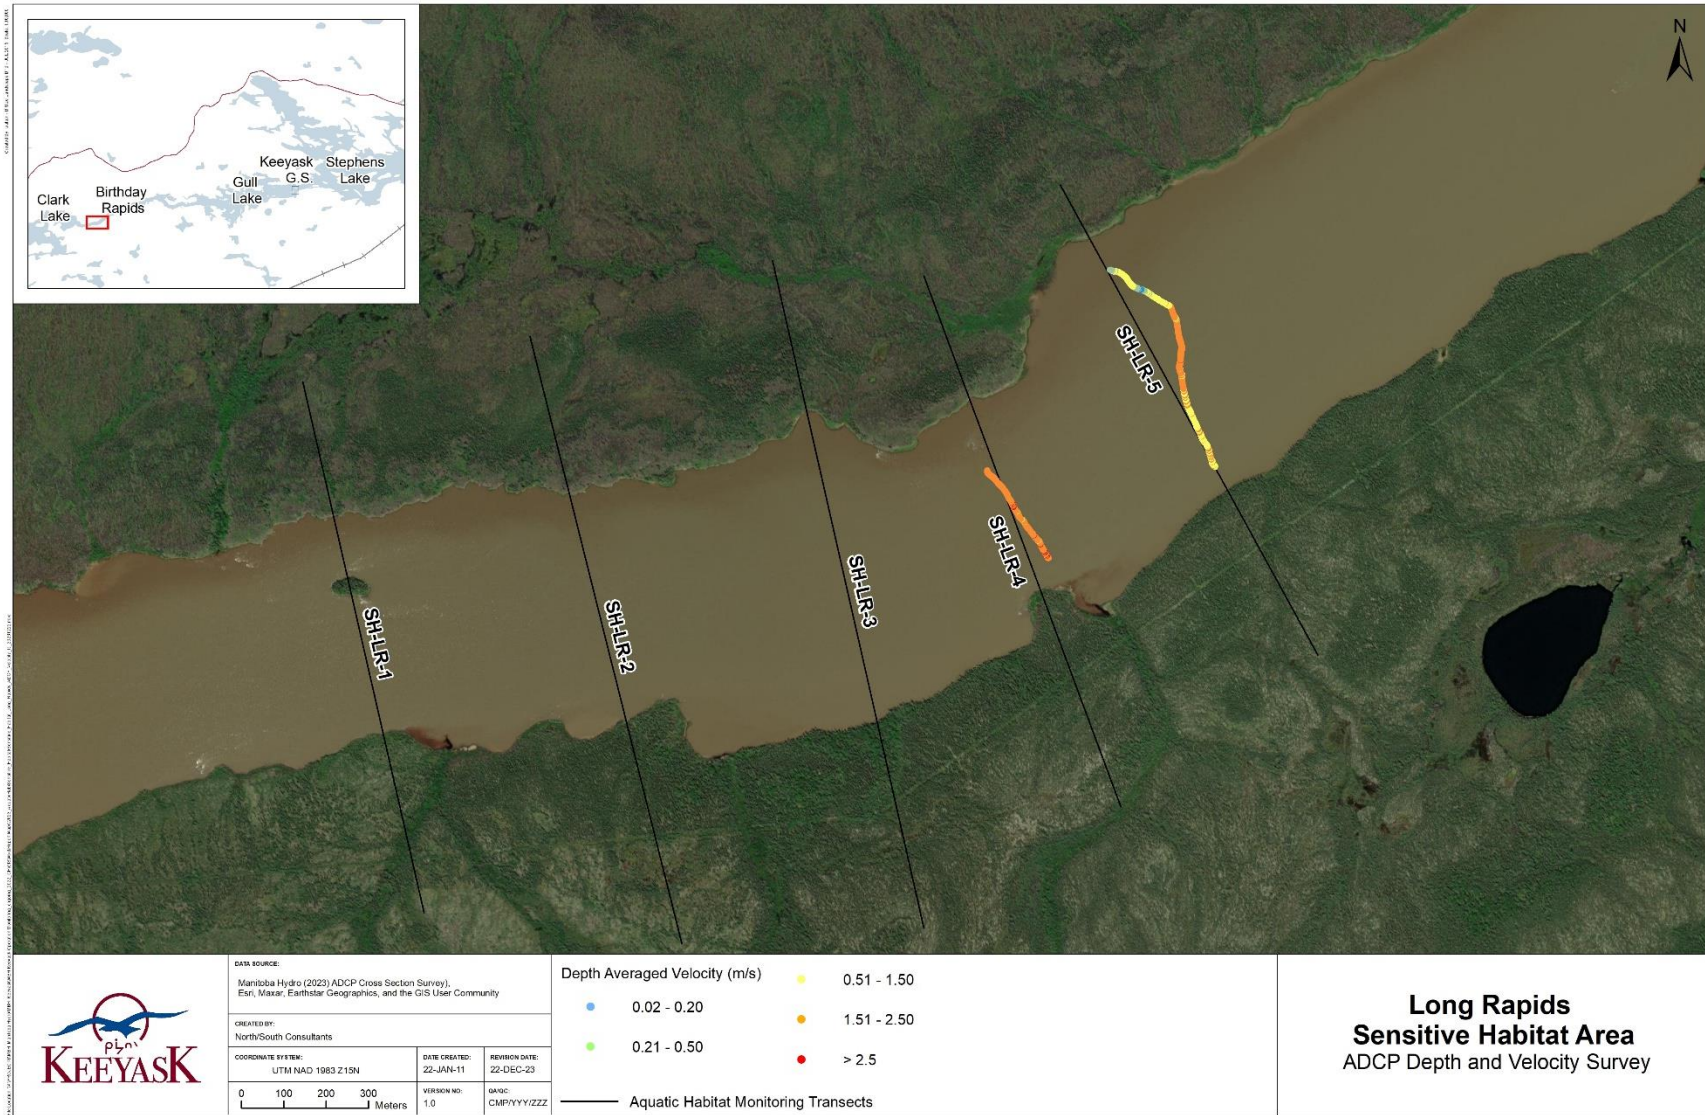 N
Keeyask
G.S.
Stephens
Lake
Gull
Lake
Birthday
Rapids
Clark
Lake
SH-LR-1
SH-LR-2
SH-LR-3
SH-LR-4
SH-LR-5
KEEYASK
DATA SOURCE:
Manitoba Hydro (2023) ADCP Cross Section Survey),
Esri, Maxar, Earthstar Geographics, and the GIS User Community
CREATED BY:
North/South Consultants
COORDINATE SYSTEM:
UTM NAD 1983 Z15N
DATE CREATED:
22-JAN-11
REVISION DATE:
22-DEC-23
0 100 200 300
Meters
VERSION NO:
1.0
QA/QC:
CMP/YYY/ZZZ
Depth Averaged Velocity (m/s)
0.02 - 0.20
0.21 - 0.50
0.51 - 1.50
1.51 - 2.50
> 2.5
Aquatic Habitat Monitoring Transects
Long Rapids
Sensitive Habitat Area
ADCP Depth and Velocity Survey